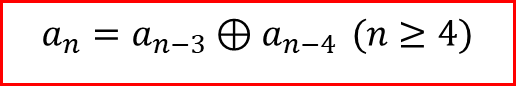 aₙ = aₙ₋₃ ⊕ aₙ₋₄ (n ≥ 4)